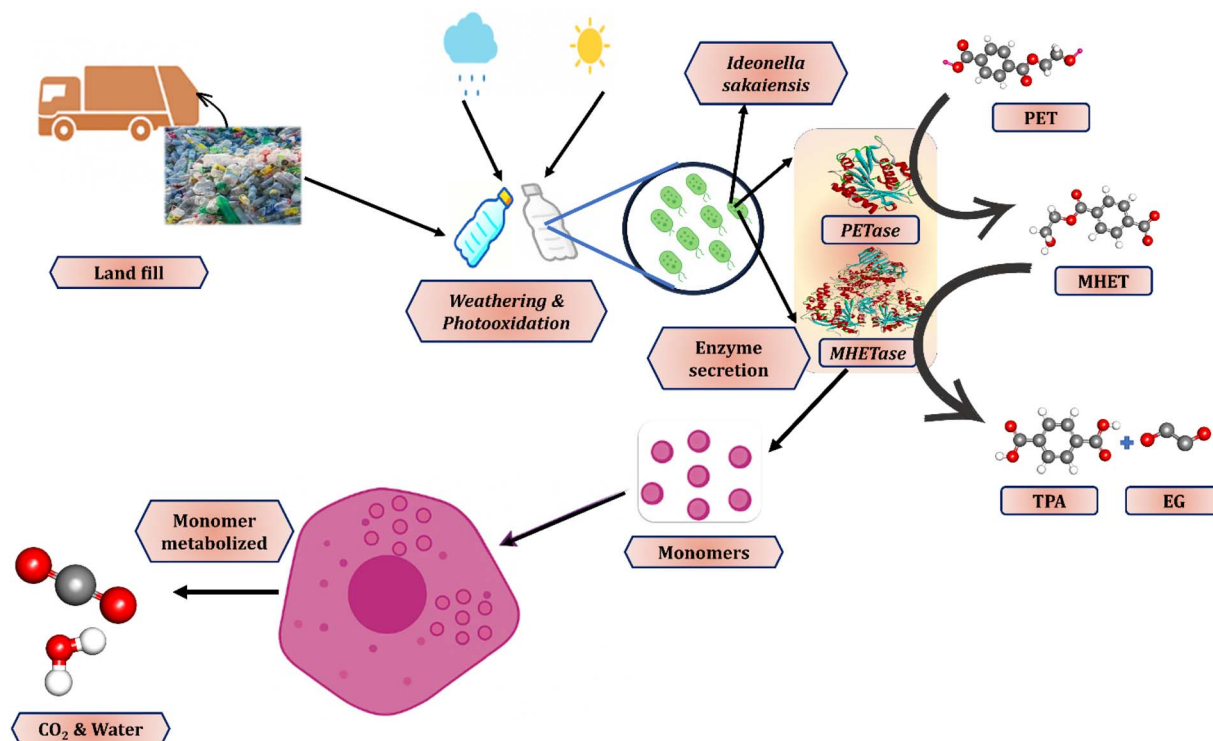 Ideonella
sakaiensis
PET
Land fill
Weathering &
Photooxidation
PETase
MHET
Enzyme
secretion
MHETase
TPA
EG
Monomer
metabolized
Monomers
CO₂ & Water